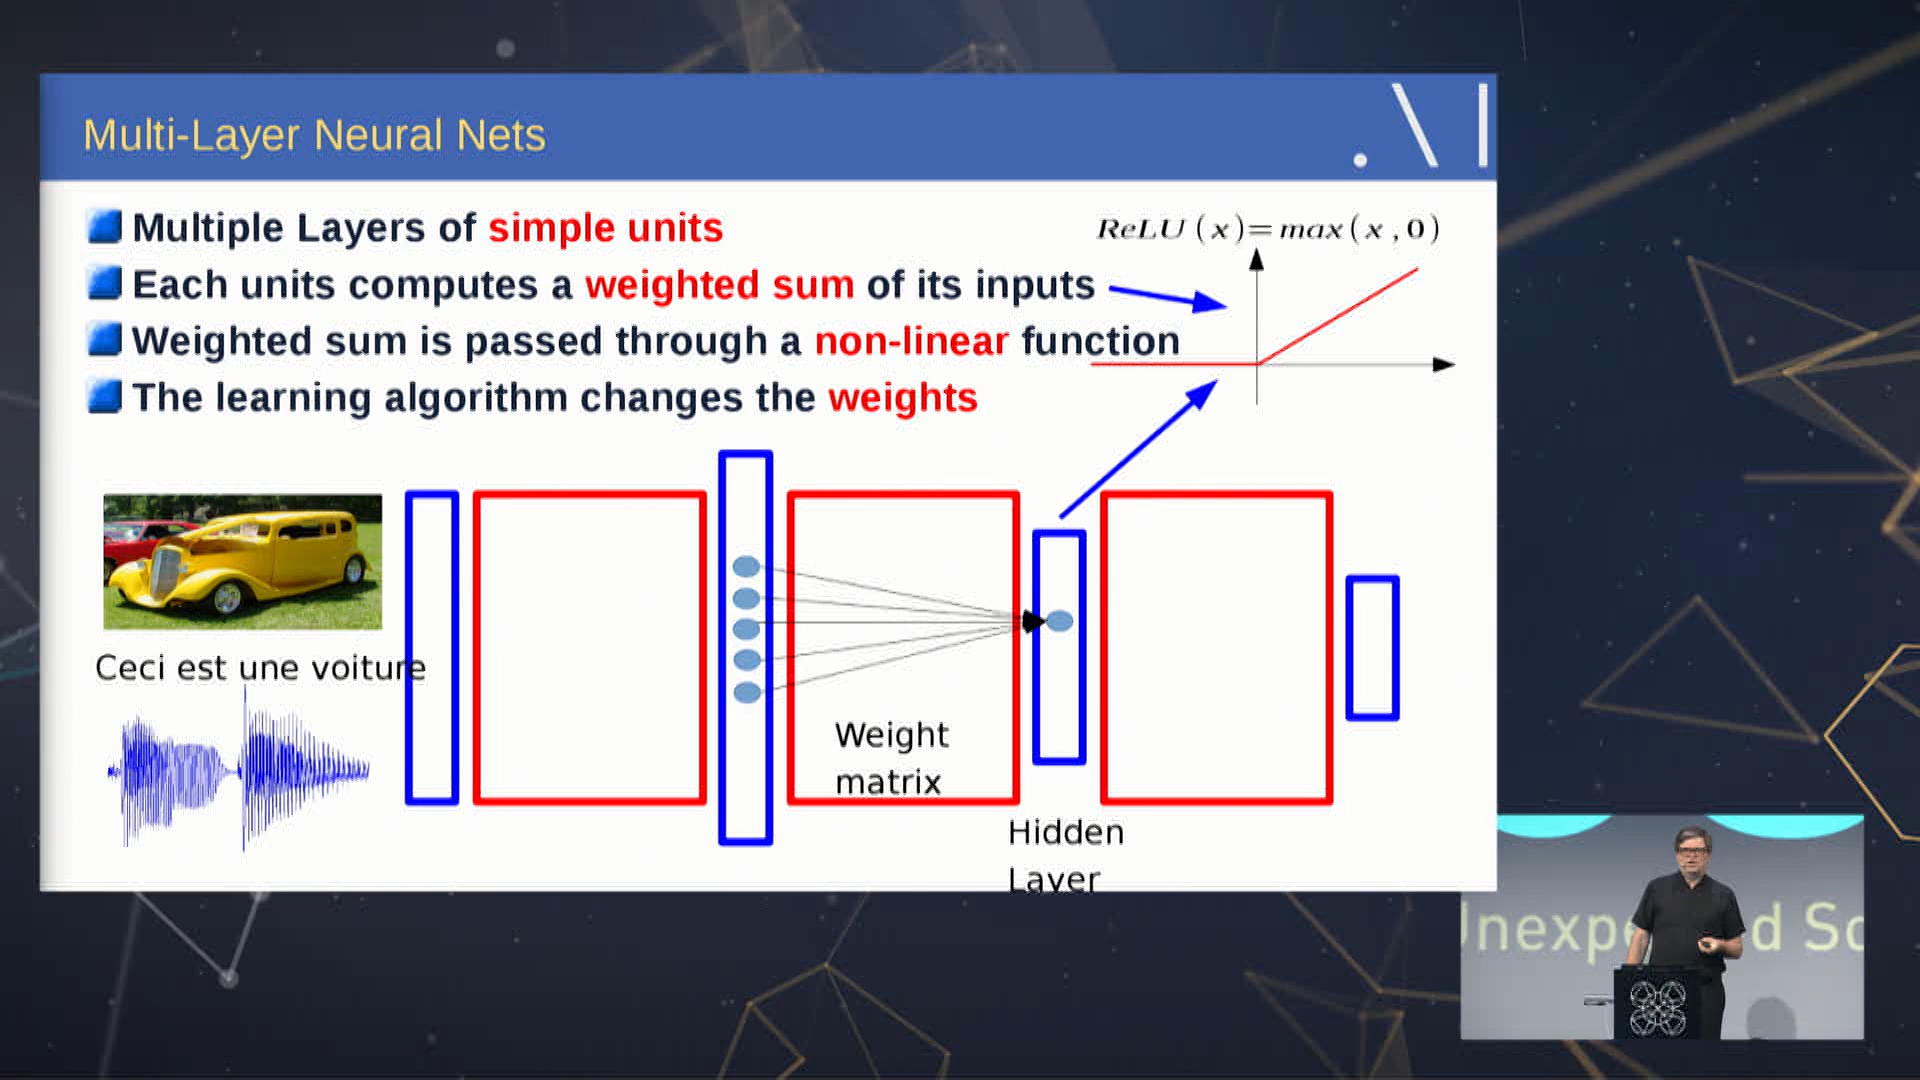 Multi-Layer Neural Nets
Multiple Layers of simple units
Each units computes a weighted sum of its inputs
Weighted sum is passed through a non-linear function
The learning algorithm changes the weights
ReLU (x)=max(x,0)
Ceci est une voiture
Weight
matrix
Hidden
Layer